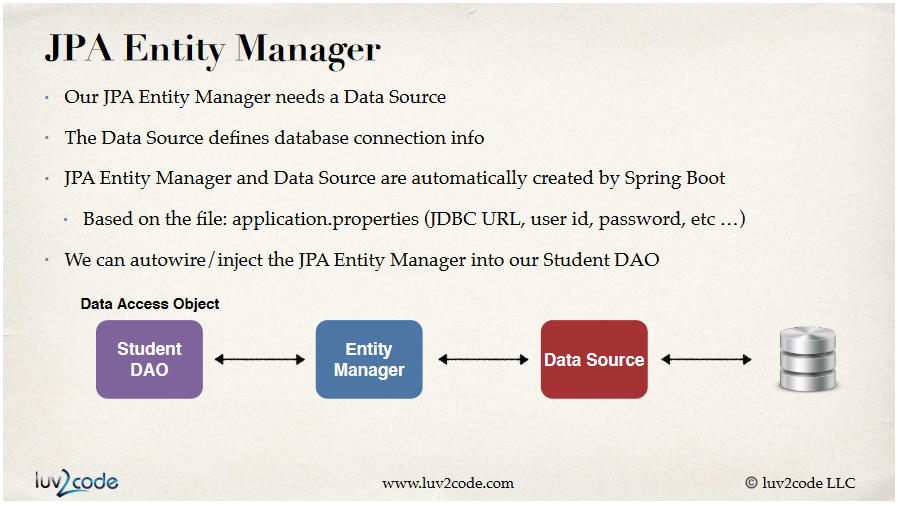 JPA Entity Manager
• Our JPA Entity Manager needs a Data Source
• The Data Source defines database connection info
• JPA Entity Manager and Data Source are automatically created by Spring Boot
• Based on the file: application.properties (JDBC URL, user id, password, etc …)
• We can autowire/inject the JPA Entity Manager into our Student DAO
Data Access Object
Student
DAO
Entity
Manager
Data Source
luv2code
www.luv2code.com
© luv2code LLC